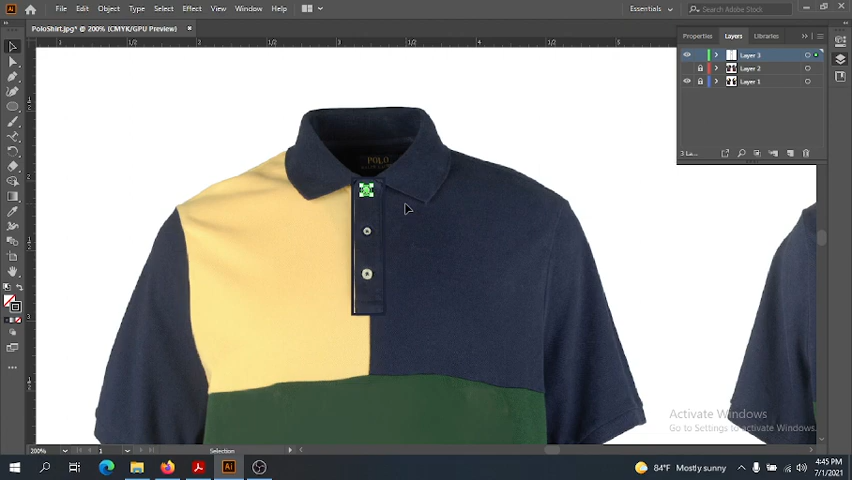 File Edit Object Type Select Effect View Window Help
Essentials
Search Adobe Stock
PoloShirt.jpg* @ 200% (CMYK/GPU Preview)
Properties Layers Libraries
Layer 3
Layer 2
Layer 1
POLO
Activate Windows
Go to Settings to activate Windows.
200%
1
Selection
Ai
84°F Mostly sunny
4:45 PM
7/1/2021